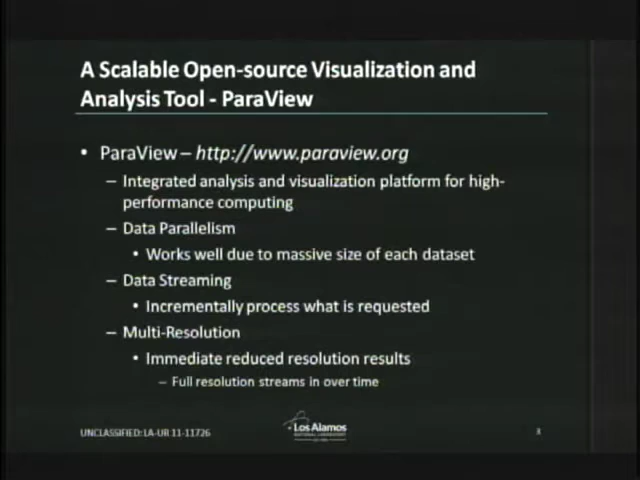 A Scalable Open-source Visualization and
Analysis Tool - ParaView
• ParaView – http://www.paraview.org
– Integrated analysis and visualization platform for high-
performance computing
– Data Parallelism
• Works well due to massive size of each dataset
– Data Streaming
• Incrementally process what is requested
– Multi-Resolution
• Immediate reduced resolution results
– Full resolution streams in over time
UNCLASSIFIED: LA-UR 11-11726
Los Alamos
NATIONAL LABORATORY
3